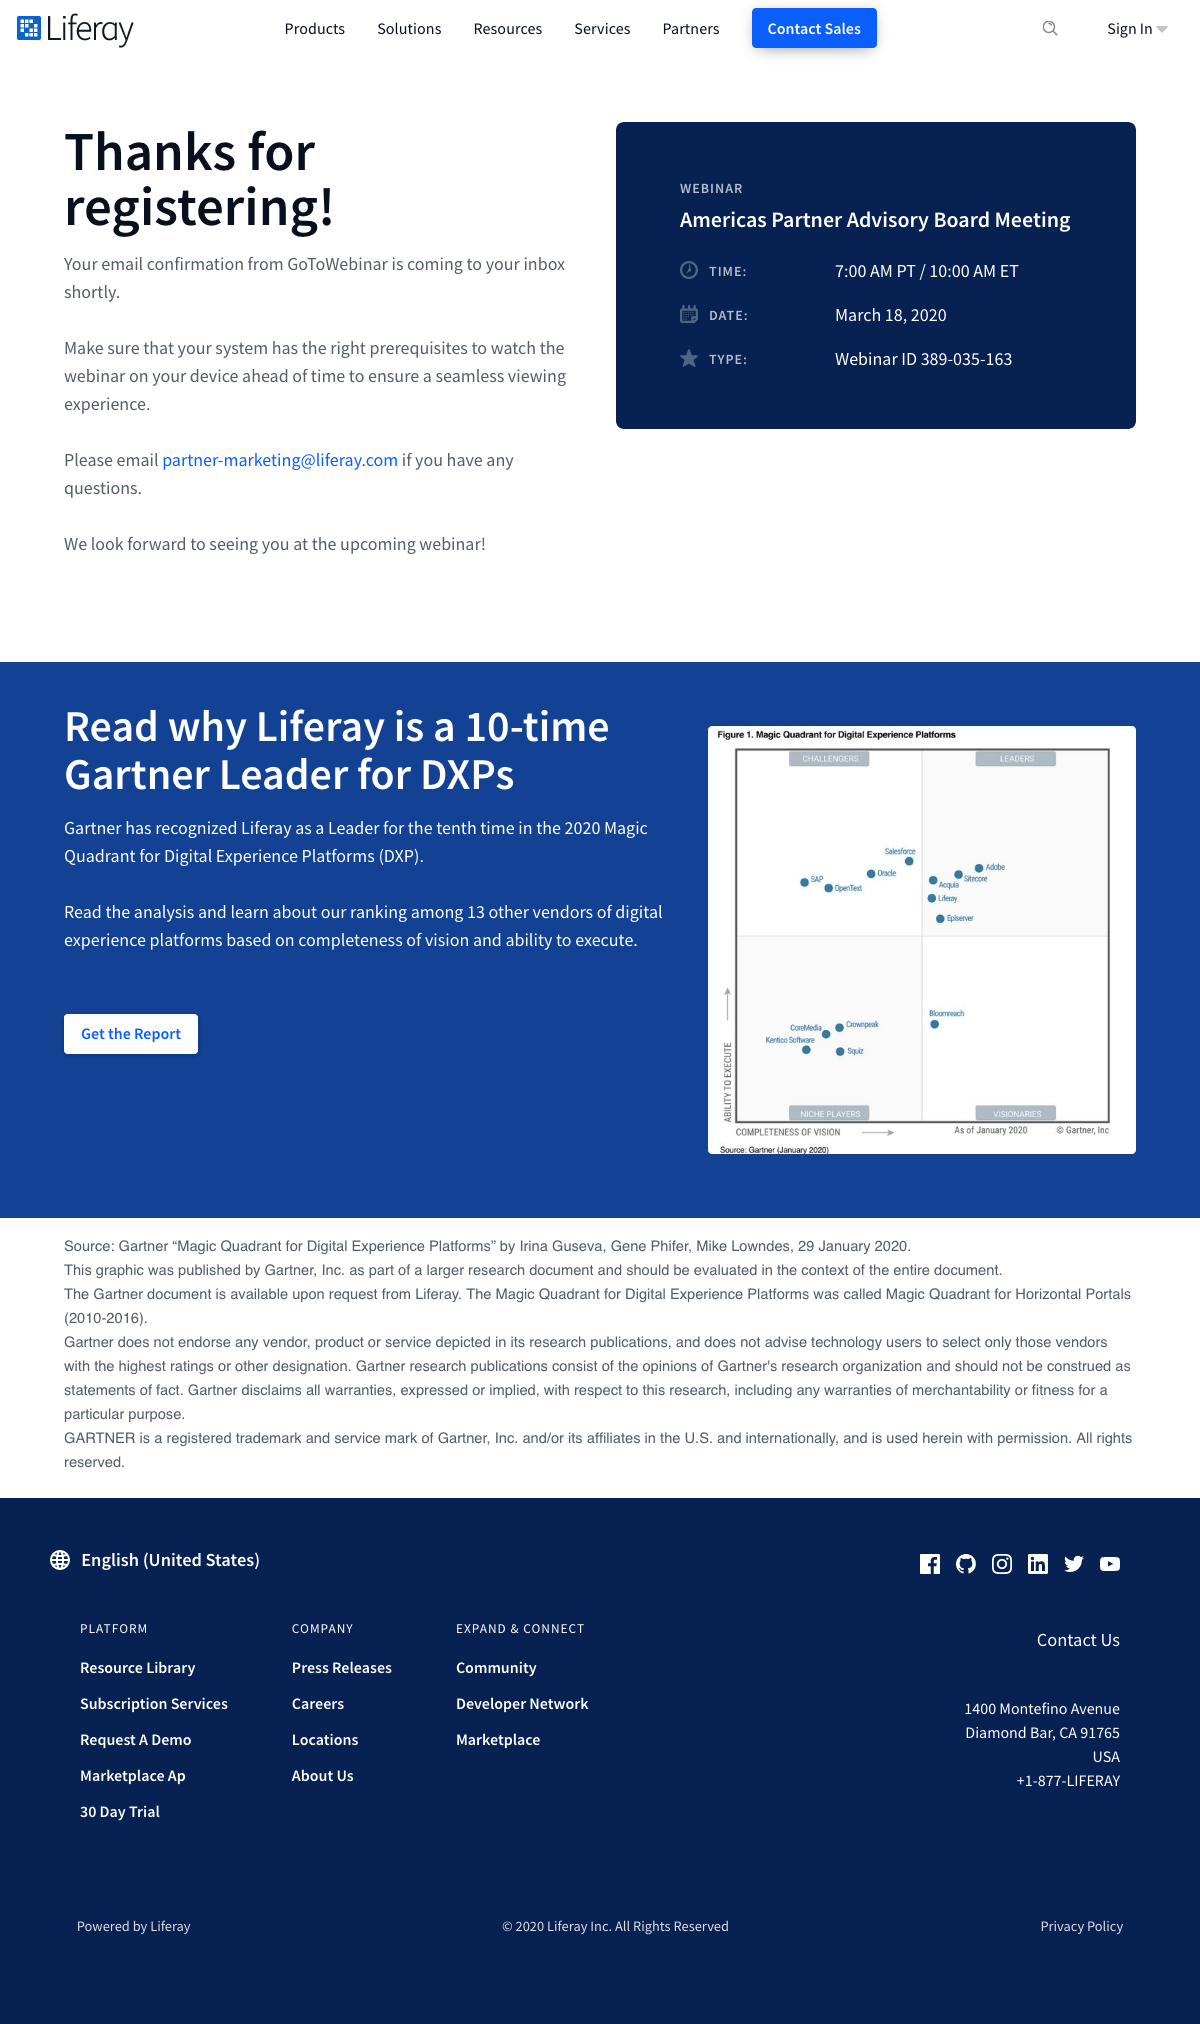 Liferay
Products
Solutions
Resources
Services
Partners
Contact Sales
Sign In
Thanks for
registering!
Your email confirmation from GoToWebinar is coming to your inbox
shortly.
Make sure that your system has the right prerequisites to watch the
webinar on your device ahead of time to ensure a seamless viewing
experience.
Please email partner-marketing@liferay.com if you have any
questions.
We look forward to seeing you at the upcoming webinar!
WEBINAR
Americas Partner Advisory Board Meeting
TIME: 7:00 AM PT / 10:00 AM ET
DATE: March 18, 2020
TYPE: Webinar ID 389-035-163
Read why Liferay is a 10-time
Gartner Leader for DXPs
Gartner has recognized Liferay as a Leader for the tenth time in the 2020 Magic
Quadrant for Digital Experience Platforms (DXP).
Read the analysis and learn about our ranking among 13 other vendors of digital
experience platforms based on completeness of vision and ability to execute.
Get the Report
Figure 1. Magic Quadrant for Digital Experience Platforms
CHALLENGERS
LEADERS
Salesforce
SAP
OpenText
Oracle
Adobe
Sitecore
Acquia
Liferay
Episerver
Bloomreach
CoreMedia
Crownpeak
Kentico Software
Squiz
ABILITY TO EXECUTE
NICHE PLAYERS
VISIONARIES
COMPLETENESS OF VISION
As of January 2020
© Gartner, Inc
Source: Gartner (January 2020)
Source: Gartner “Magic Quadrant for Digital Experience Platforms” by Irina Guseva, Gene Phifer, Mike Lowndes, 29 January 2020.
This graphic was published by Gartner, Inc. as part of a larger research document and should be evaluated in the context of the entire document.
The Gartner document is available upon request from Liferay. The Magic Quadrant for Digital Experience Platforms was called Magic Quadrant for Horizontal Portals
(2010-2016).
Gartner does not endorse any vendor, product or service depicted in its research publications, and does not advise technology users to select only those vendors
with the highest ratings or other designation. Gartner research publications consist of the opinions of Gartner's research organization and should not be construed as
statements of fact. Gartner disclaims all warranties, expressed or implied, with respect to this research, including any warranties of merchantability or fitness for a
particular purpose.
GARTNER is a registered trademark and service mark of Gartner, Inc. and/or its affiliates in the U.S. and internationally, and is used herein with permission. All rights
reserved.
English (United States)
PLATFORM
Resource Library
Subscription Services
Request A Demo
Marketplace Ap
30 Day Trial
COMPANY
Press Releases
Careers
Locations
About Us
EXPAND & CONNECT
Community
Developer Network
Marketplace
Contact Us
1400 Montefino Avenue
Diamond Bar, CA 91765
USA
+1-877-LIFERAY
Powered by Liferay
© 2020 Liferay Inc. All Rights Reserved
Privacy Policy